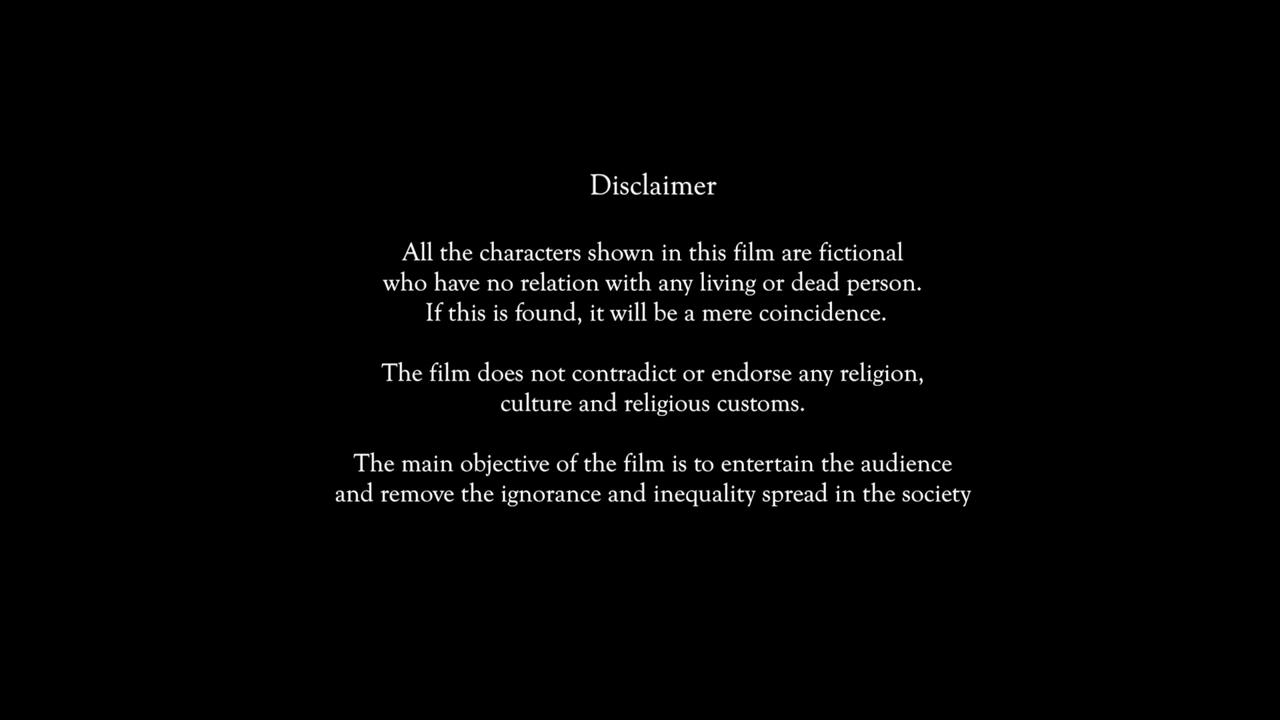 Disclaimer
All the characters shown in this film are fictional
who have no relation with any living or dead person.
If this is found, it will be a mere coincidence.
The film does not contradict or endorse any religion,
culture and religious customs.
The main objective of the film is to entertain the audience
and remove the ignorance and inequality spread in the society